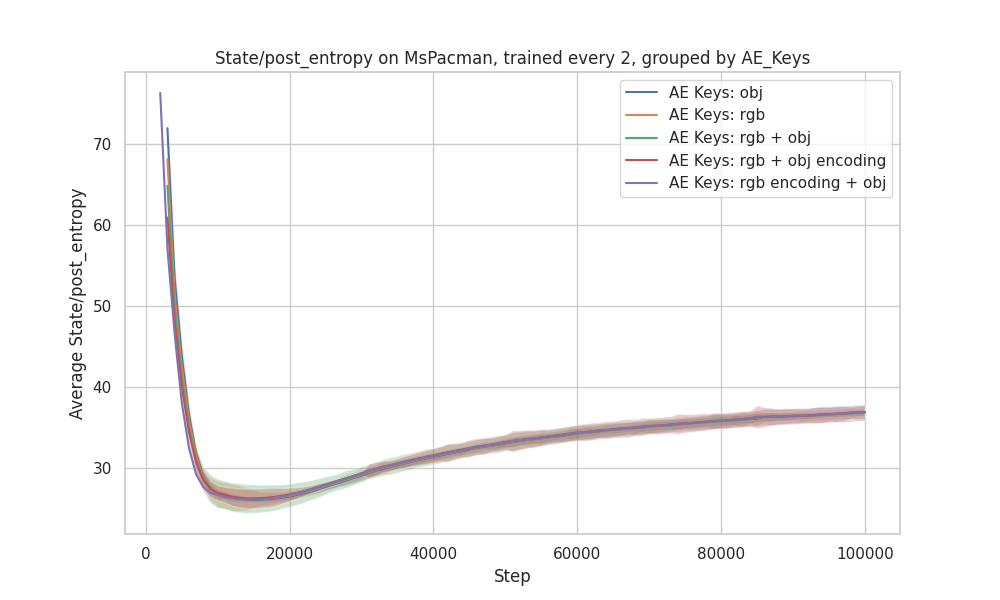 State/post_entropy on MsPacman, trained every 2, grouped by AE_Keys
AE Keys: obj
AE Keys: rgb
AE Keys: rgb + obj
AE Keys: rgb + obj encoding
AE Keys: rgb encoding + obj
Average State/post_entropy
70
60
50
40
30
0
20000
40000
60000
80000
100000
Step